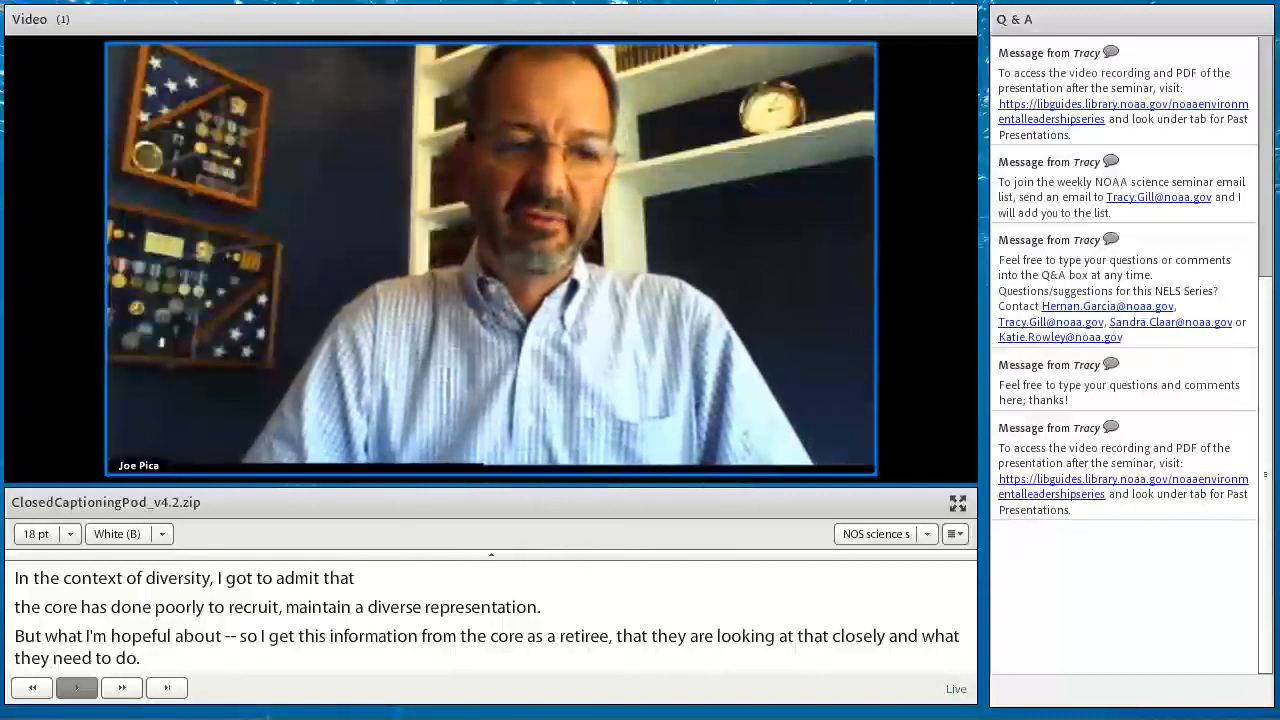 Video (1)
Joe Pica
ClosedCaptioningPod_v4.2.zip
18 pt
White (B)
NOS science s
In the context of diversity, I got to admit that
the core has done poorly to recruit, maintain a diverse representation.
But what I'm hopeful about -- so I get this information from the core as a retiree, that they are looking at that closely and what
they need to do.
Live
Q & A
Message from Tracy
To access the video recording and PDF of the
presentation after the seminar, visit:
https://libguides.library.noaa.gov/noaaenvironm
entalleadershipseries and look under tab for Past
Presentations.
Message from Tracy
To join the weekly NOAA science seminar email
list, send an email to Tracy.Gill@noaa.gov and I
will add you to the list.
Message from Tracy
Feel free to type your questions or comments
into the Q&A box at any time.
Questions/suggestions for this NELS Series?
Contact Hernan.Garcia@noaa.gov,
Tracy.Gill@noaa.gov, Sandra.Claar@noaa.gov or
Katie.Rowley@noaa.gov
Message from Tracy
Feel free to type your questions and comments
here; thanks!
Message from Tracy
To access the video recording and PDF of the
presentation after the seminar, visit:
https://libguides.library.noaa.gov/noaaenvironm
entalleadershipseries and look under tab for Past
Presentations.